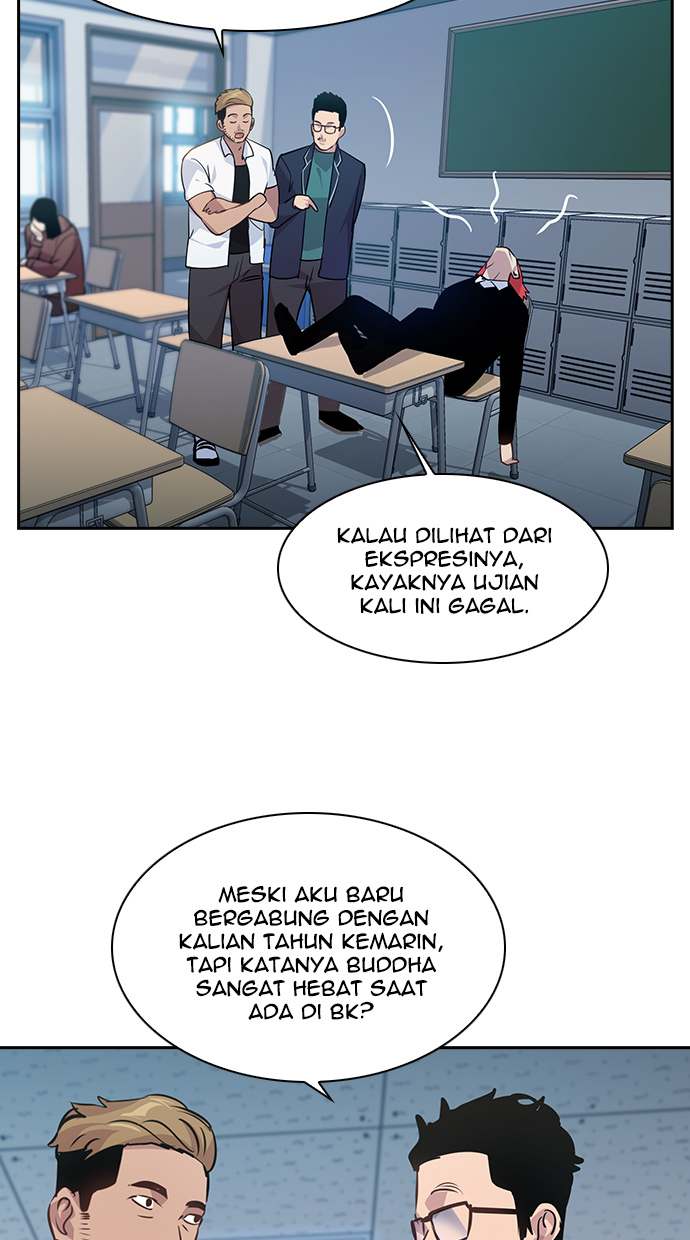 KALAU DILIHAT DARI
EKSPRESINYA,
KAYAKNYA UJIAN
KALI INI GAGAL.
MESKI AKU BARU
BERGABUNG DENGAN
KALIAN TAHUN KEMARIN,
TAPI KATANYA BUDDHA
SANGAT HEBAT SAAT
ADA DI BK?